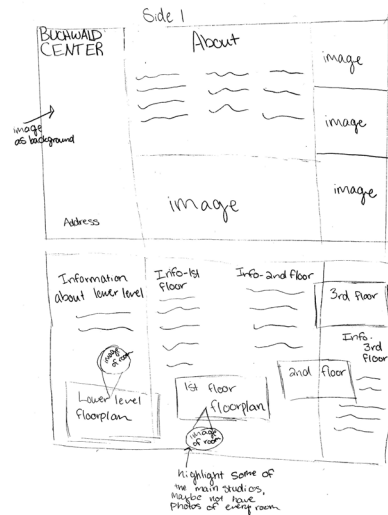 Side 1
BUCHWALD
CENTER
About
image
image
image
image
as background
image
Address
Information
about lower level
Info-1st
floor
Info-2nd floor
3rd floor
Info-
3rd
floor
image
of room
Lower level
floorplan
1st floor
floorplan
2nd floor
image
of room
highlight some of
the main studios,
maybe not have
photos of every room